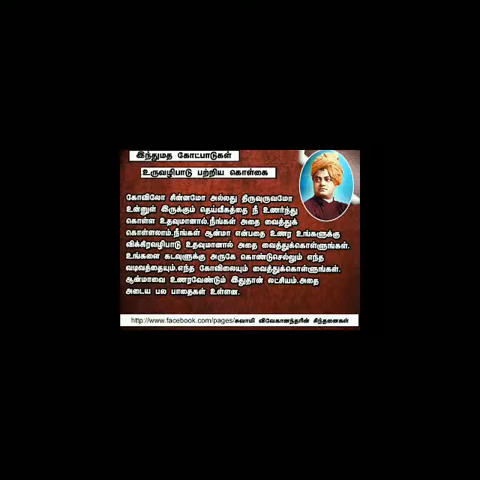 இந்துமத கோட்பாடுகள்
உருவழிபாடு பற்றிய கொள்கை
கோவிலோ சின்னமோ அல்லது திருவுருவமோ
உன்னுள் இருக்கும் தெய்வீகத்தை நீ உணர்ந்து
கொள்ள உதவுமானால்.நீங்கள் அதை வைத்துக்
கொள்ளலாம்.நீங்கள் ஆன்மா என்பதை உணர உங்களுக்கு
விக்கிரவழிபாடு உதவுமானால் அதை வைத்துக்கொள்ளுங்கள்.
உங்களை கடவுளுக்கு அருகே கொண்டுசெல்லும் எந்த
வடிவத்தையும்.எந்த கோவிலையும் வைத்துக்கொள்ளுங்கள்.
ஆன்மாவை உணரவேண்டும் இதுதான் லட்சியம்.அதை
அடைய பல பாதைகள் உள்ளன.
http://www.facebook.com/pages/சுவாமி விவேகானந்தரின் சிந்தனைகள்